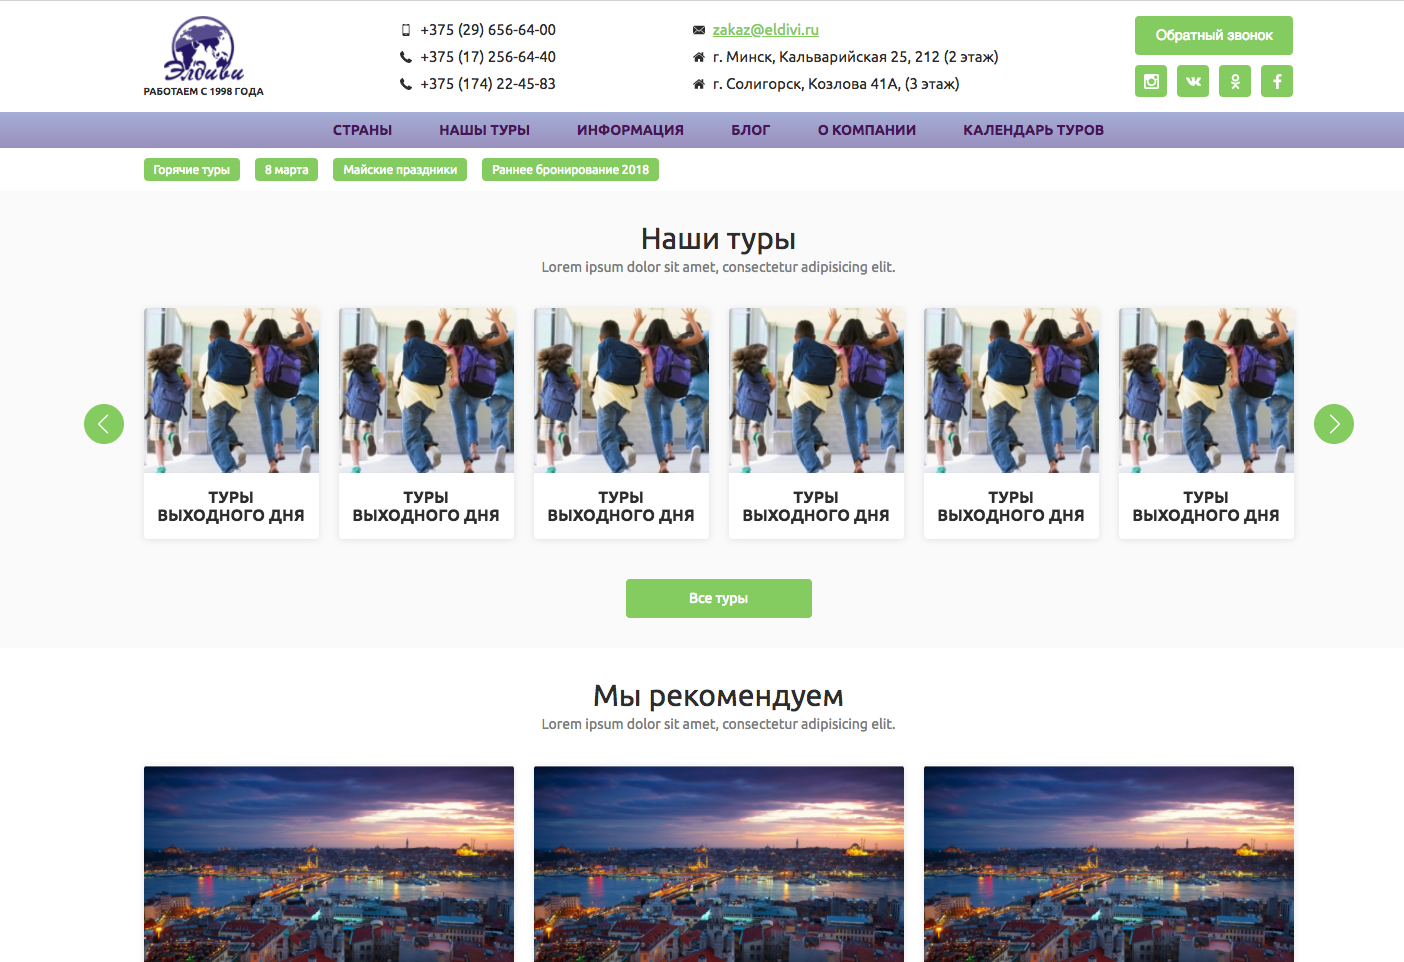 Элдиви
РАБОТАЕМ С 1998 ГОДА
+375 (29) 656-64-00
+375 (17) 256-64-40
+375 (174) 22-45-83
zakaz@eldivi.ru
г. Минск, Кальварийская 25, 212 (2 этаж)
г. Солигорск, Козлова 41А, (3 этаж)
Обратный звонок
СТРАНЫ НАШЫ ТУРЫ ИНФОРМАЦИЯ БЛОГ О КОМПАНИИ КАЛЕНДАРЬ ТУРОВ
Горячие туры 8 марта Майские праздники Раннее бронирование 2018
Наши туры
Lorem ipsum dolor sit amet, consectetur adipisicing elit.
ТУРЫ
ВЫХОДНОГО ДНЯ
ТУРЫ
ВЫХОДНОГО ДНЯ
ТУРЫ
ВЫХОДНОГО ДНЯ
ТУРЫ
ВЫХОДНОГО ДНЯ
ТУРЫ
ВЫХОДНОГО ДНЯ
ТУРЫ
ВЫХОДНОГО ДНЯ
Все туры
Мы рекомендуем
Lorem ipsum dolor sit amet, consectetur adipisicing elit.